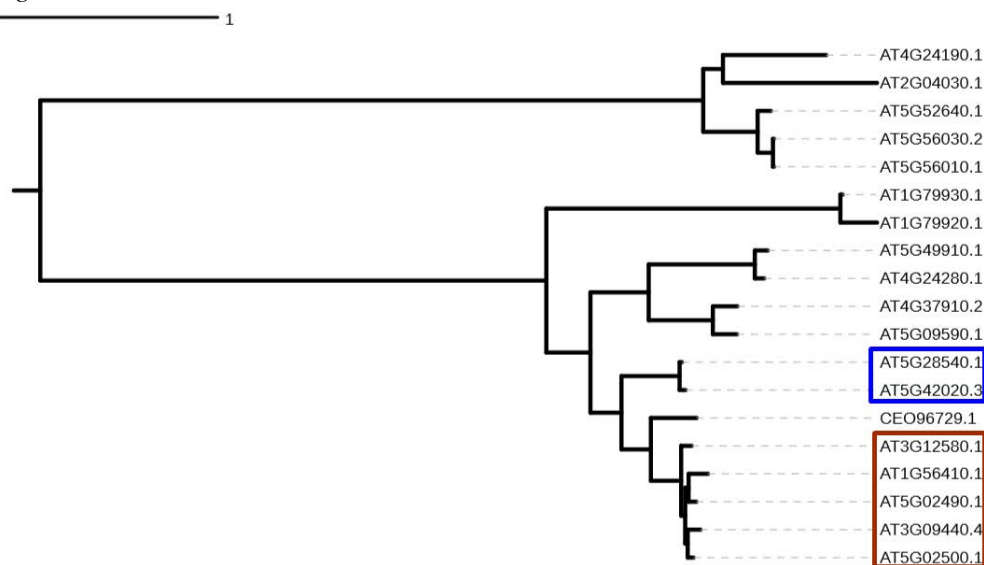 1
AT4G24190.1
AT2G04030.1
AT5G52640.1
AT5G56030.2
AT5G56010.1
AT1G79930.1
AT1G79920.1
AT5G49910.1
AT4G24280.1
AT4G37910.2
AT5G09590.1
AT5G28540.1
AT5G42020.3
CEO96729.1
AT3G12580.1
AT1G56410.1
AT5G02490.1
AT3G09440.4
AT5G02500.1